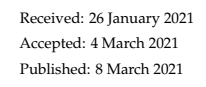 Received: 26 January 2021
Accepted: 4 March 2021
Published: 8 March 2021